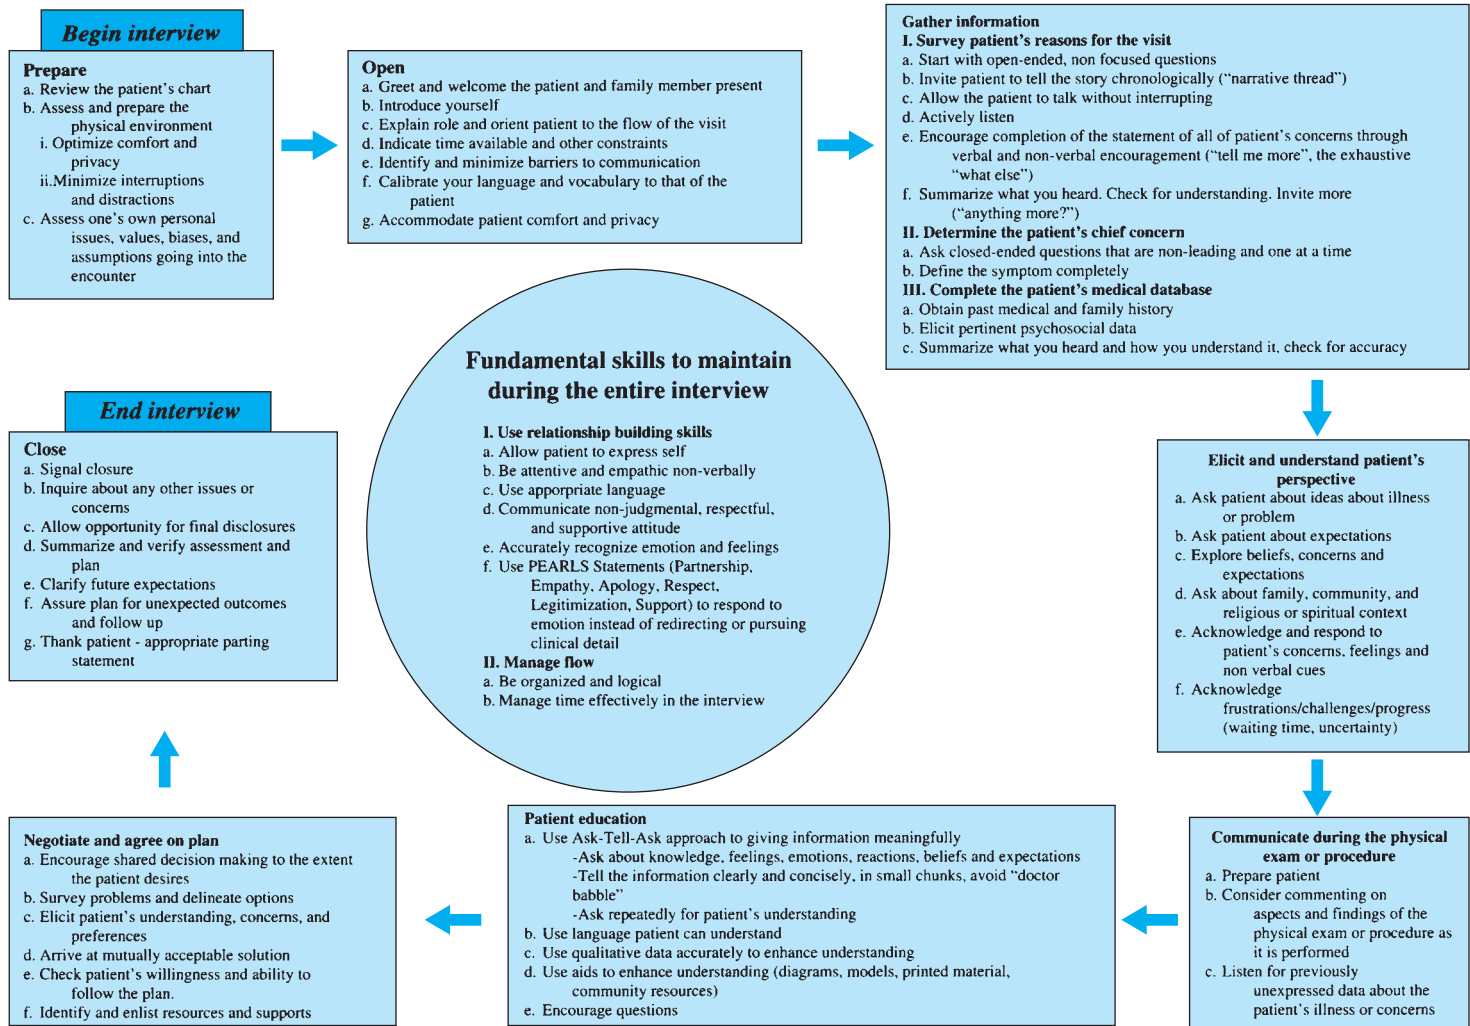 Begin interview
Prepare
a. Review the patient's chart
b. Assess and prepare the
physical environment
i. Optimize comfort and
privacy
ii.Minimize interruptions
and distractions
c. Assess one's own personal
issues, values, biases, and
assumptions going into the
encounter
Open
a. Greet and welcome the patient and family member present
b. Introduce yourself
c. Explain role and orient patient to the flow of the visit
d. Indicate time available and other constraints
e. Identify and minimize barriers to communication
f. Calibrate your language and vocabulary to that of the
patient
g. Accommodate patient comfort and privacy
Gather information
I. Survey patient's reasons for the visit
a. Start with open-ended, non focused questions
b. Invite patient to tell the story chronologically ("narrative thread")
c. Allow the patient to talk without interrupting
d. Actively listen
e. Encourage completion of the statement of all of patient's concerns through
verbal and non-verbal encouragement ("tell me more", the exhaustive
"what else")
f. Summarize what you heard. Check for understanding. Invite more
("anything more?")
II. Determine the patient's chief concern
a. Ask closed-ended questions that are non-leading and one at a time
b. Define the symptom completely
III. Complete the patient's medical database
a. Obtain past medical and family history
b. Elicit pertinent psychosocial data
c. Summarize what you heard and how you understand it, check for accuracy
Elicit and understand patient's
perspective
a. Ask patient about ideas about illness
or problem
b. Ask patient about expectations
c. Explore beliefs, concerns and
expectations
d. Ask about family, community, and
religious or spiritual context
e. Acknowledge and respond to
patient's concerns, feelings and
non verbal cues
f. Acknowledge
frustrations/challenges/progress
(waiting time, uncertainty)
Communicate during the physical
exam or procedure
a. Prepare patient
b. Consider commenting on
aspects and findings of the
physical exam or procedure as
it is performed
c. Listen for previously
unexpressed data about the
patient's illness or concerns
Patient education
a. Use Ask-Tell-Ask approach to giving information meaningfully
-Ask about knowledge, feelings, emotions, reactions, beliefs and expectations
-Tell the information clearly and concisely, in small chunks, avoid "doctor
babble"
-Ask repeatedly for patient's understanding
b. Use language patient can understand
c. Use qualitative data accurately to enhance understanding
d. Use aids to enhance understanding (diagrams, models, printed material,
community resources)
e. Encourage questions
Negotiate and agree on plan
a. Encourage shared decision making to the extent
the patient desires
b. Survey problems and delineate options
c. Elicit patient's understanding, concerns, and
preferences
d. Arrive at mutually acceptable solution
e. Check patient's willingness and ability to
follow the plan.
f. Identify and enlist resources and supports
End interview
Close
a. Signal closure
b. Inquire about any other issues or
concerns
c. Allow opportunity for final disclosures
d. Summarize and verify assessment and
plan
e. Clarify future expectations
f. Assure plan for unexpected outcomes
and follow up
g. Thank patient - appropriate parting
statement
Fundamental skills to maintain
during the entire interview
I. Use relationship building skills
a. Allow patient to express self
b. Be attentive and empathic non-verbally
c. Use apporpriate language
d. Communicate non-judgmental, respectful,
and supportive attitude
e. Accurately recognize emotion and feelings
f. Use PEARLS Statements (Partnership,
Empathy, Apology, Respect,
Legitimization, Support) to respond to
emotion instead of redirecting or pursuing
clinical detail
II. Manage flow
a. Be organized and logical
b. Manage time effectively in the interview